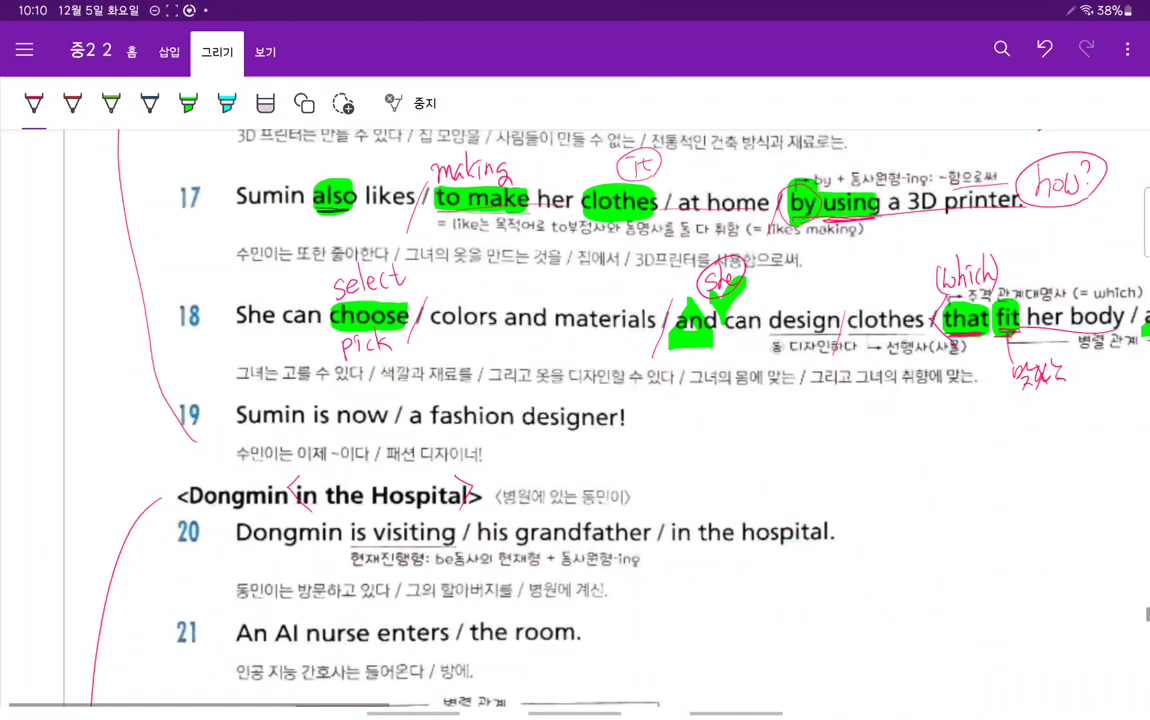 10:10 12월 5일 화요일 38%
중2 2 홈 삽입 그리기 보기
중지
3D 프린터는 만들 수 있다 / 집 모양을 / 사람들이 만들 수 없는 / 전통적인 건축 방식과 재료로는.
making it
by + 동사원형-ing: ~함으로써 how?
17 Sumin also likes / to make her clothes / at home / by using a 3D printer.
= like는 목적어로 to부정사와 동명사를 둘 다 취함 (= likes making)
수민이는 또한 좋아한다 / 그녀의 옷을 만드는 것을 / 집에서 / 3D프린터를 사용함으로써.
select she (which)
주격 관계대명사 (= which)
18 She can choose / colors and materials / and can design clothes / that fit her body /
pick 동 디자인하다 선행사(사물) 병렬 관계
그녀는 고를 수 있다 / 색깔과 재료를 / 그리고 옷을 디자인할 수 있다 / 그녀의 몸에 맞는 / 그리고 그녀의 취향에 맞는.
19 Sumin is now / a fashion designer!
수민이는 이제 ~이다 / 패션 디자이너!
<Dongmin in the Hospital> 〈병원에 있는 동민이〉
20 Dongmin is visiting / his grandfather / in the hospital.
현재진행형: be동사의 현재형 + 동사원형-ing
동민이는 방문하고 있다 / 그의 할아버지를 / 병원에 계신.
21 An AI nurse enters / the room.
인공 지능 간호사는 들어온다 / 방에.
병렬 관계